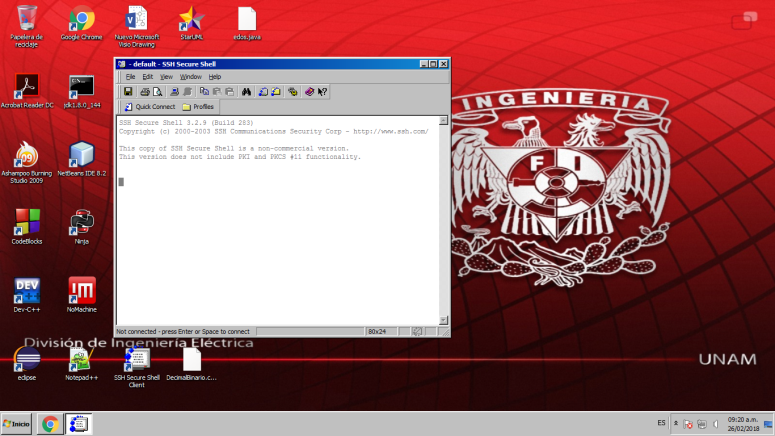 Papelera de
reciclaje
Google Chrome
Nuevo Microsoft
Visio Drawing
StarUML
edos.java
- default - SSH Secure Shell
File Edit View Window Help
Quick Connect Profiles
SSH Secure Shell 3.2.9 (Build 283)
Copyright (c) 2000-2003 SSH Communications Security Corp - http://www.ssh.com/
This copy of SSH Secure Shell is a non-commercial version.
This version does not include PKI and PKCS #11 functionality.
Not connected - press Enter or Space to connect
80x24
Acrobat Reader DC
jdk1.8.0_144
Ashampoo Burning
Studio 2009
NetBeans IDE 8.2
CodeBlocks
Ninja
DEV
Dev-C++
!M
NoMachine
INGENIERIA
F I
División de Ingeniería Eléctrica
UNAM
eclipse
Notepad++
SSH Secure Shell
Client
DecimalBinario.c...
Inicio
ES
09:20 a.m.
26/02/2018